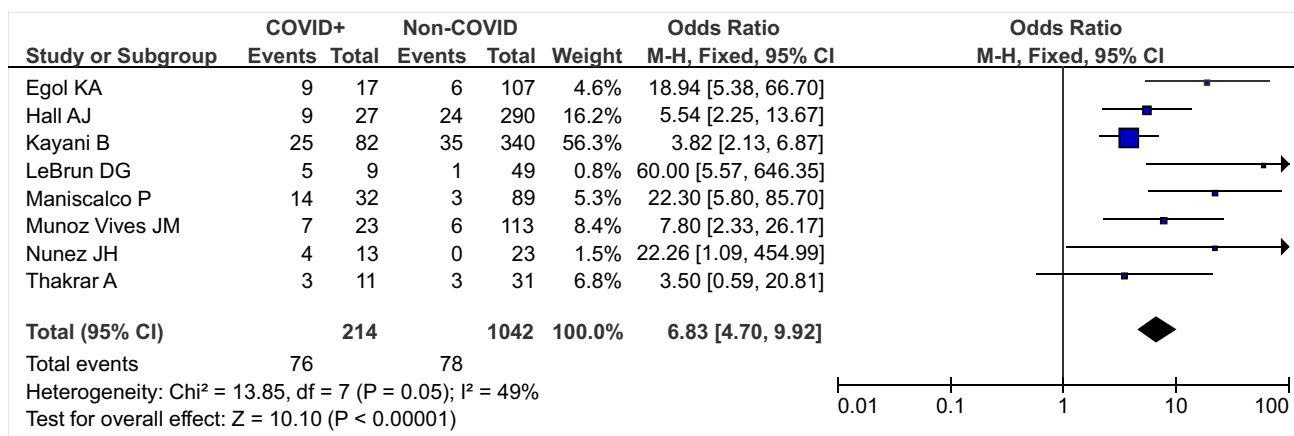 COVID+ Non-COVID Odds Ratio Odds Ratio
Study or Subgroup Events Total Events Total Weight M-H, Fixed, 95% CI M-H, Fixed, 95% CI
Egol KA 9 17 6 107 4.6% 18.94 [5.38, 66.70]
Hall AJ 9 27 24 290 16.2% 5.54 [2.25, 13.67]
Kayani B 25 82 35 340 56.3% 3.82 [2.13, 6.87]
LeBrun DG 5 9 1 49 0.8% 60.00 [5.57, 646.35]
Maniscalco P 14 32 3 89 5.3% 22.30 [5.80, 85.70]
Munoz Vives JM 7 23 6 113 8.4% 7.80 [2.33, 26.17]
Nunez JH 4 13 0 23 1.5% 22.26 [1.09, 454.99]
Thakrar A 3 11 3 31 6.8% 3.50 [0.59, 20.81]
Total (95% CI) 214 1042 100.0% 6.83 [4.70, 9.92]
Total events 76 78
Heterogeneity: Chi² = 13.85, df = 7 (P = 0.05); I² = 49%
Test for overall effect: Z = 10.10 (P < 0.00001)
0.01 0.1 1 10 100